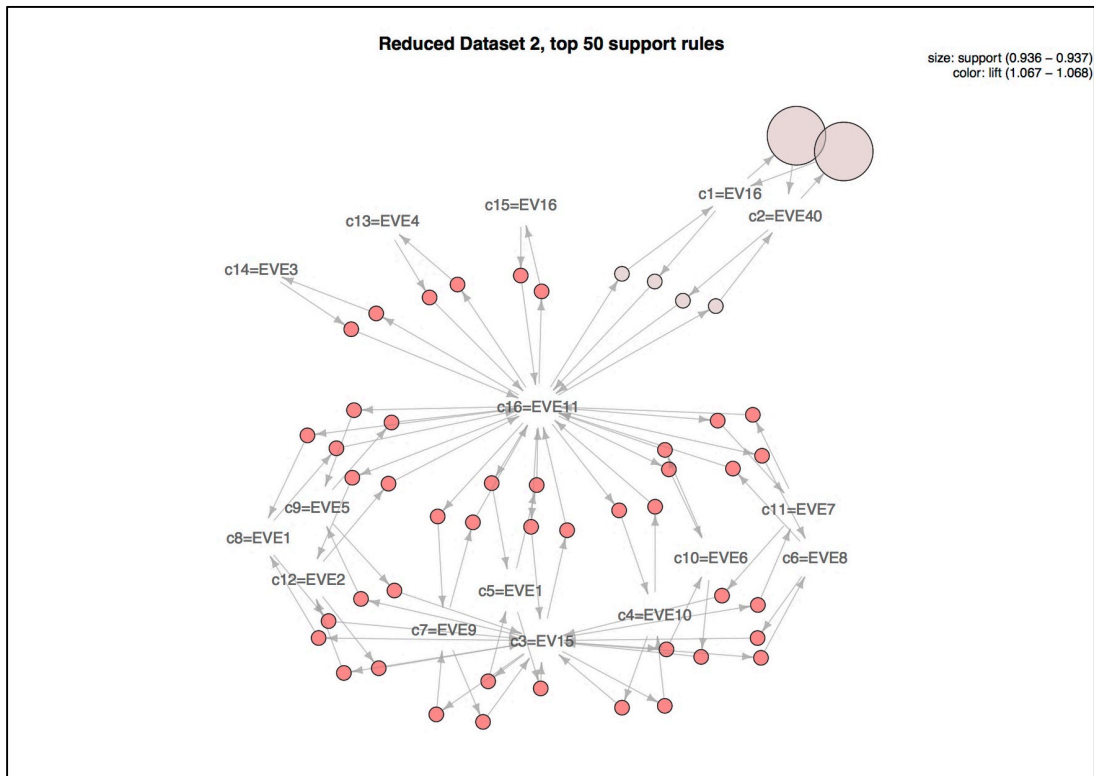 Reduced Dataset 2, top 50 support rules
size: support (0.936 – 0.937)
color: lift (1.067 – 1.068)
c1=EV16
c15=EV16
c2=EVE40
c13=EVE4
c14=EVE3
c16=EVE11
c9=EVE5
c11=EVE7
c8=EVE1
c10=EVE6
c6=EVE8
c12=EVE2
c5=EVE1
c4=EVE10
c7=EVE9
c3=EV15